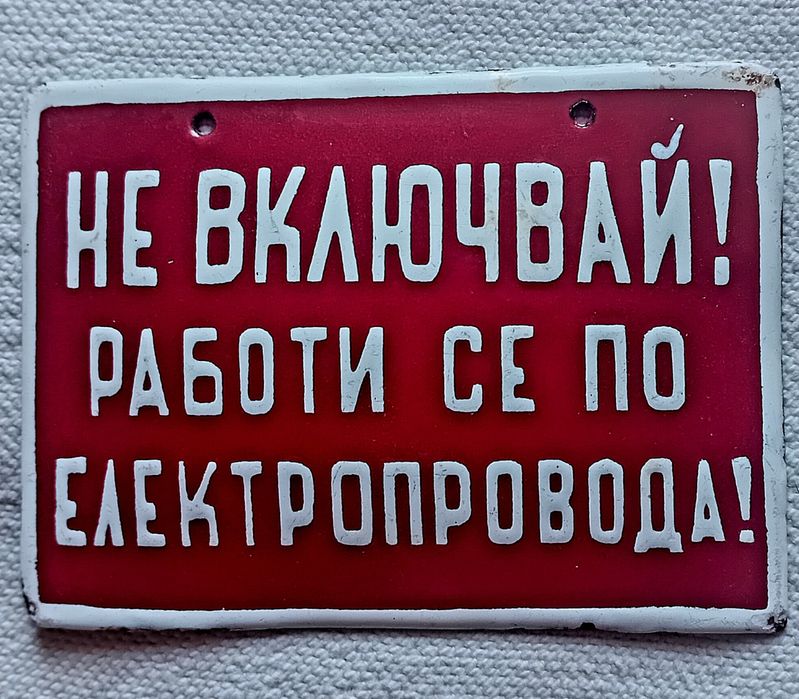 НЕ ВКЛЮЧВАЙ!
РАБОТИ СЕ ПО
ЕЛЕКТРОПРОВОДА!